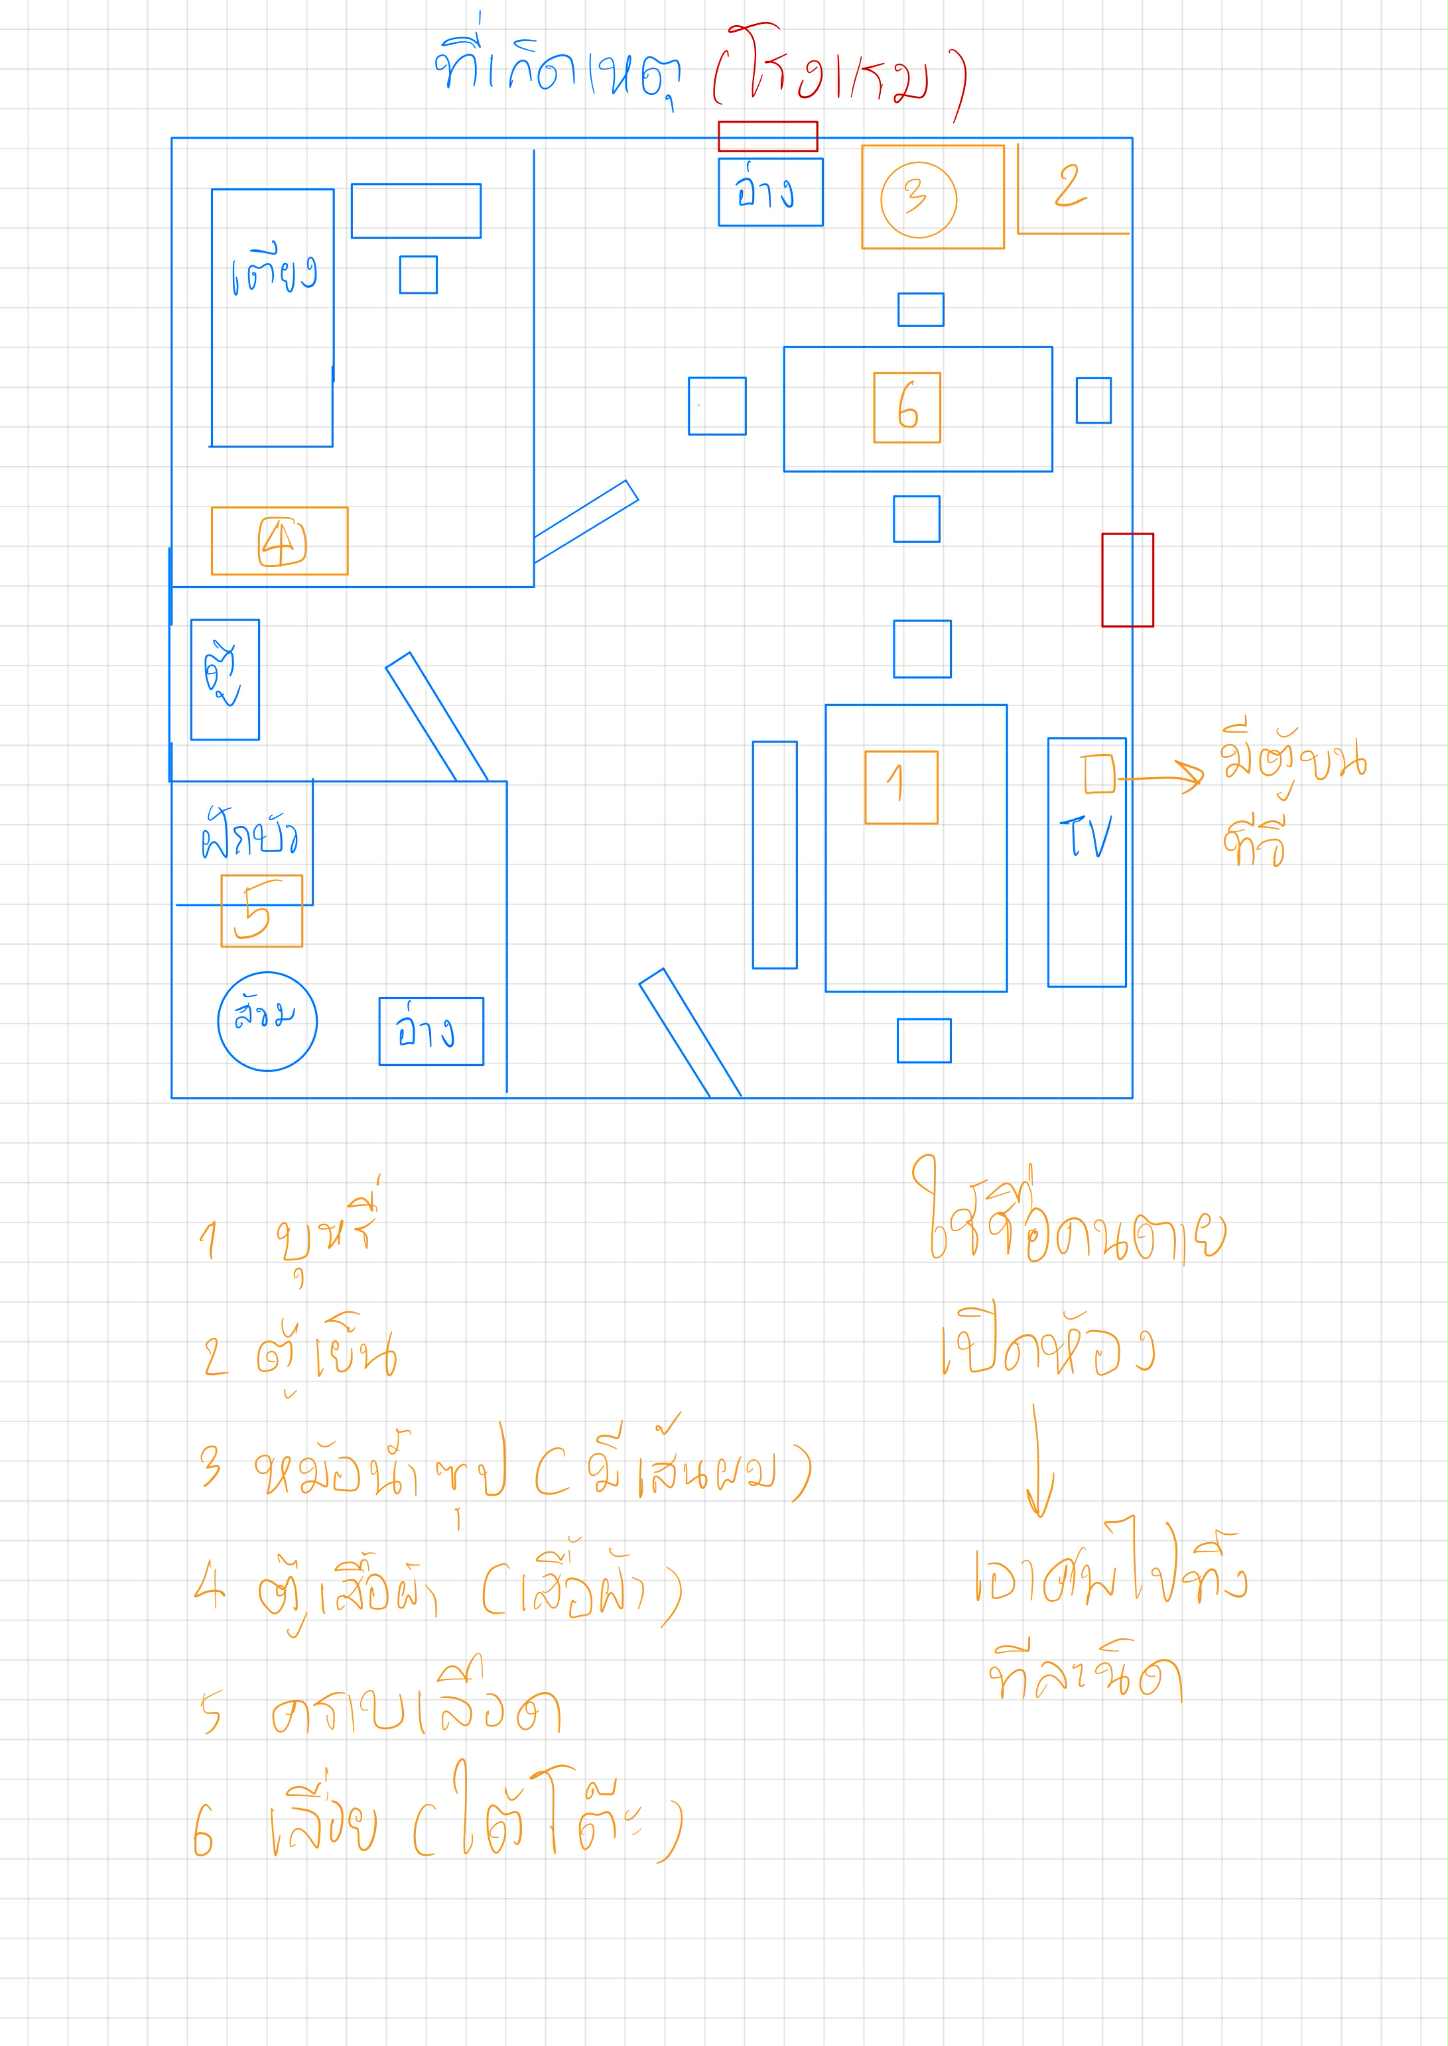 ที่เกิดเหตุ (โรงแรม)
อ่าง
3
2
เตียง
6
4
ตู้
1
มีตู้บน
ทีวี
TV
ฝักบัว
5
ส้วม
อ่าง
1 บุหรี่
2 ตู้เย็น
3 หม้อน้ำซุป (มีเส้นผม)
4 ตู้เสื้อผ้า (เสื้อผ้า)
5 คราบเลือด
6 เลื่อย (ใต้โต๊ะ)
ใช้ชื่อคนตาย
เปิดห้อง
เอาศพไปทิ้ง
ทีละนิด